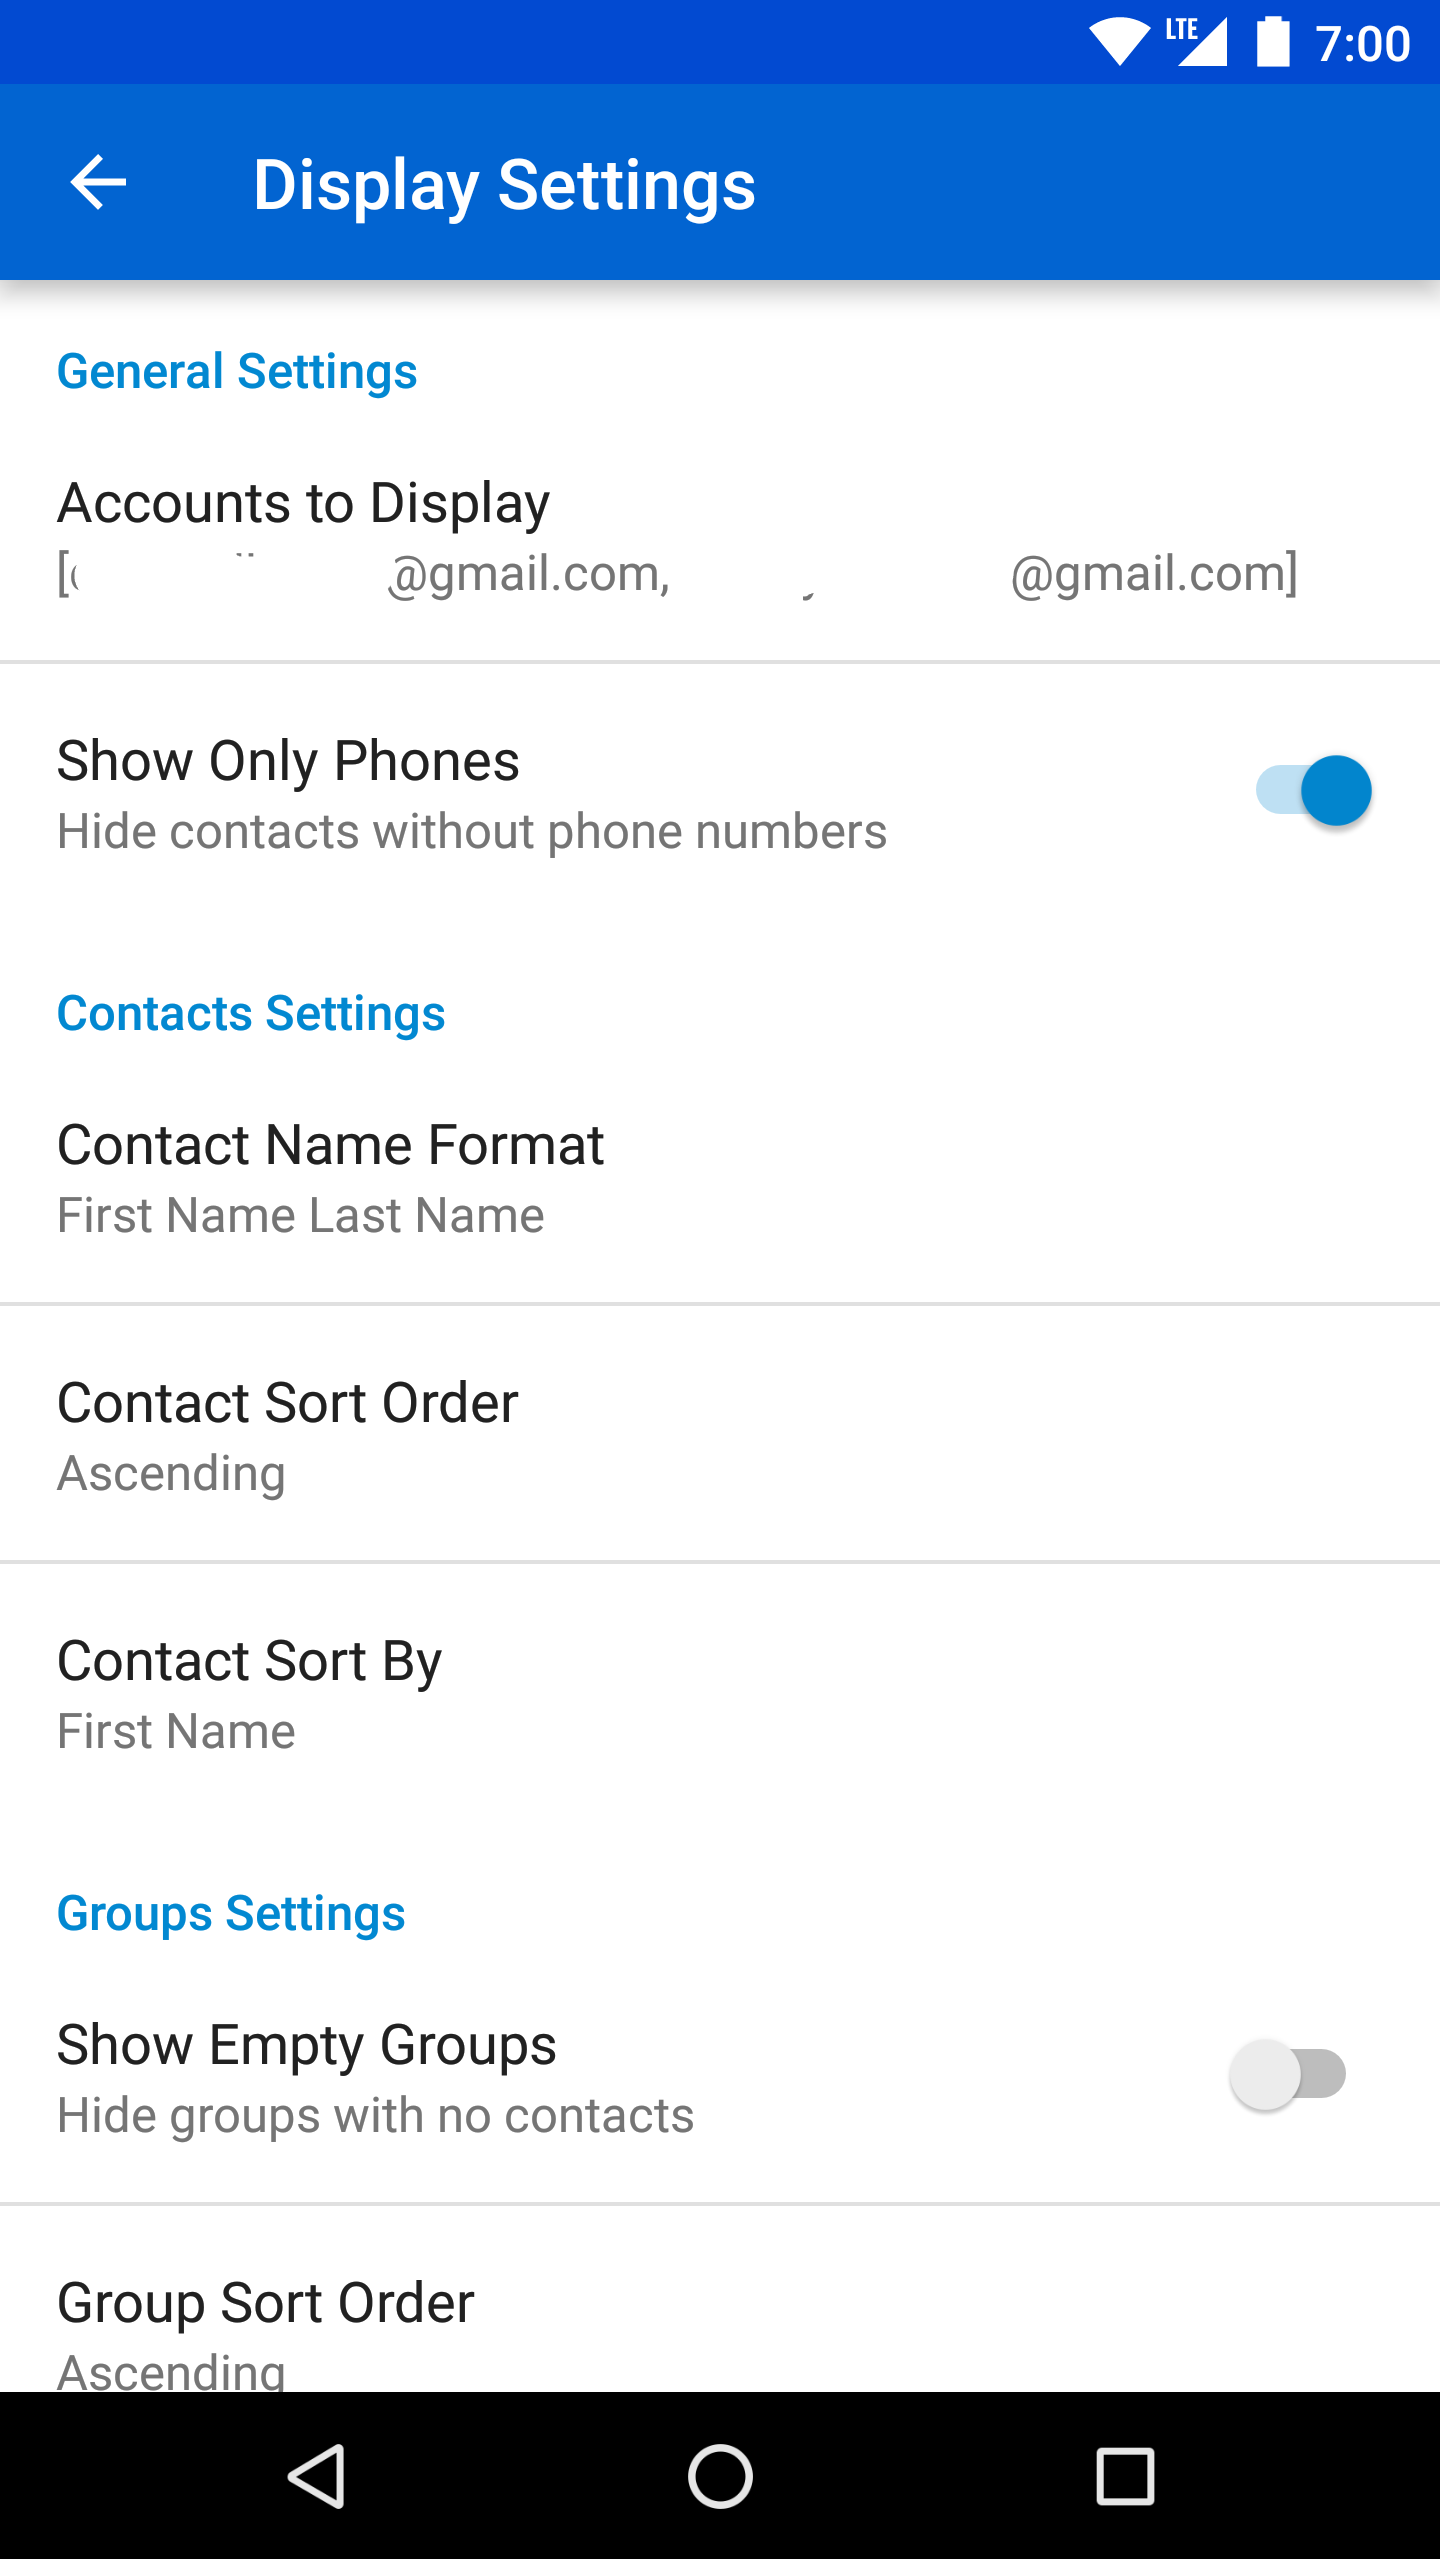 LTE 7:00
Display Settings
General Settings
Accounts to Display
[ @gmail.com, @gmail.com]
Show Only Phones
Hide contacts without phone numbers
Contacts Settings
Contact Name Format
First Name Last Name
Contact Sort Order
Ascending
Contact Sort By
First Name
Groups Settings
Show Empty Groups
Hide groups with no contacts
Group Sort Order
Ascending